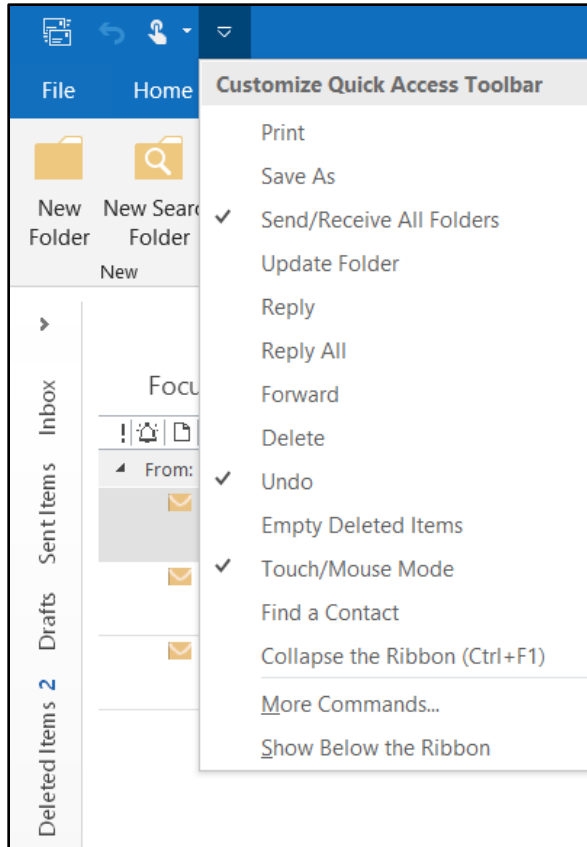 File Home
Customize Quick Access Toolbar
Print
Save As
Send/Receive All Folders
Update Folder
Reply
Reply All
Forward
Delete
Undo
Empty Deleted Items
Touch/Mouse Mode
Find a Contact
Collapse the Ribbon (Ctrl+F1)
More Commands...
Show Below the Ribbon
New
Folder
New Sear
Folder
New
Focu
From:
Inbox
Sent Items
Drafts
Deleted Items 2